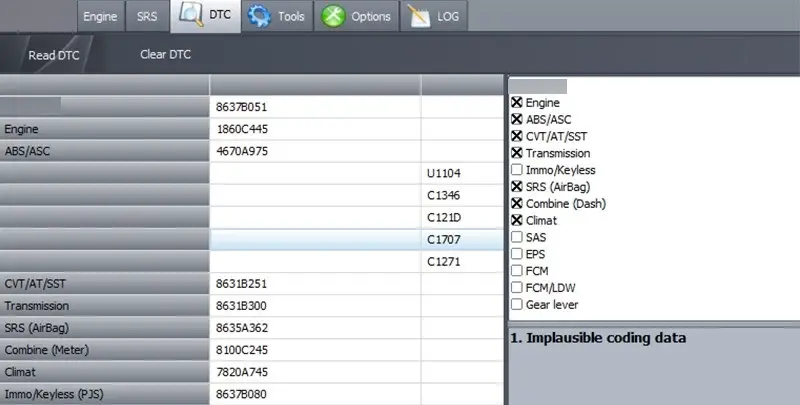 Engine SRS DTC Tools Options LOG
Read DTC Clear DTC
8637B051
Engine 1860C445
ABS/ASC 4670A975
U1104
C1346
C121D
C1707
C1271
CVT/AT/SST 8631B251
Transmission 8631B300
SRS (AirBag) 8635A362
Combine (Meter) 8100C245
Climat 7820A745
Immo/Keyless (PJS) 8637B080
Engine
ABS/ASC
CVT/AT/SST
Transmission
Immo/Keyless
SRS (AirBag)
Combine (Dash)
Climat
SAS
EPS
FCM
FCM/LDW
Gear lever
1. Implausible coding data